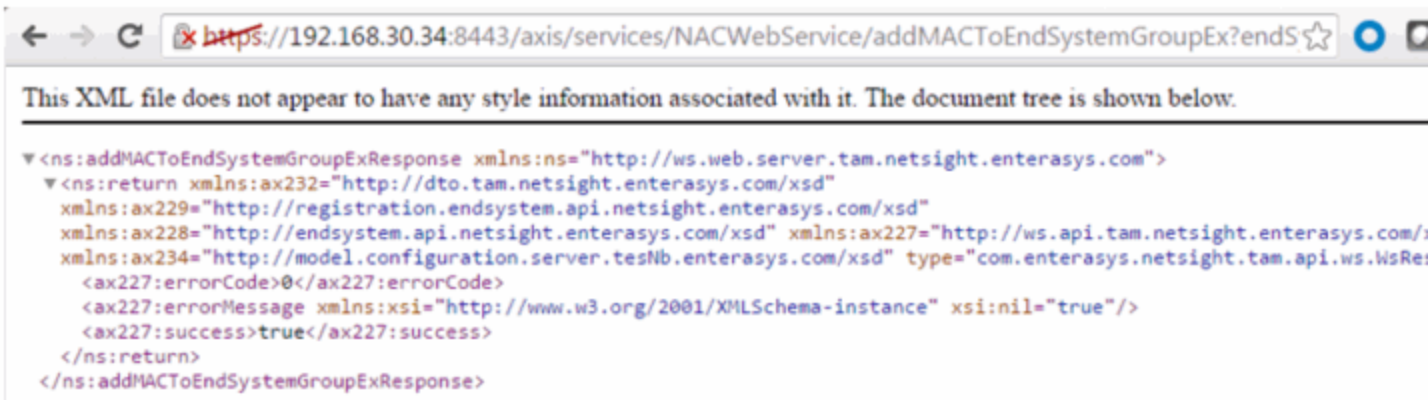 https://192.168.30.34:8443/axis/services/NACWebService/addMACToEndSystemGroupEx?endS
This XML file does not appear to have any style information associated with it. The document tree is shown below.
▼<ns:addMACToEndSystemGroupExResponse xmlns:ns="http://ws.web.server.tam.netsight.enterasys.com">
▼<ns:return xmlns:ax232="http://dto.tam.netsight.enterasys.com/xsd"
xmlns:ax229="http://registration.endsystem.api.netsight.enterasys.com/xsd"
xmlns:ax228="http://endsystem.api.netsight.enterasys.com/xsd" xmlns:ax227="http://ws.api.tam.netsight.enterasys.com/
xmlns:ax234="http://model.configuration.server.tesNb.enterasys.com/xsd" type="com.enterasys.netsight.tam.api.ws.WsRes
<ax227:errorCode>0</ax227:errorCode>
<ax227:errorMessage xmlns:xsi="http://www.w3.org/2001/XMLSchema-instance" xsi:nil="true"/>
<ax227:success>true</ax227:success>
</ns:return>
</ns:addMACToEndSystemGroupExResponse>